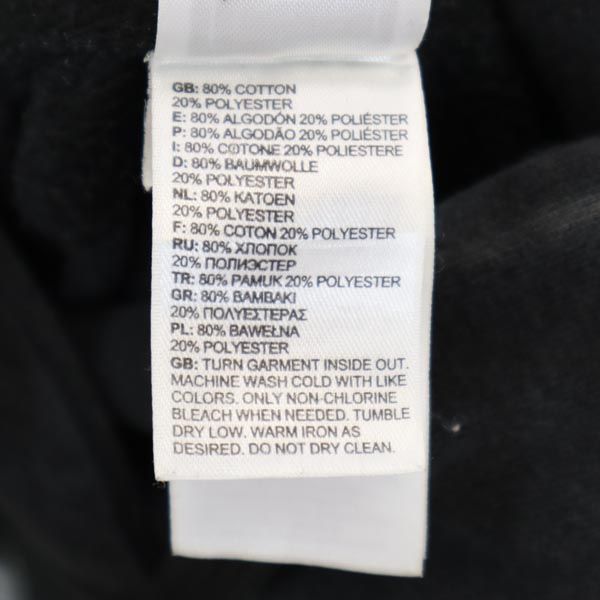 GB: 80% COTTON
20% POLYESTER
E: 80% ALGODÓN 20% POLIÉSTER
P: 80% ALGODÃO 20% POLIÉSTER
I: 80% COTONE 20% POLIESTERE
D: 80% BAUMWOLLE
20% POLYESTER
NL: 80% KATOEN
20% POLYESTER
F: 80% COTON 20% POLYESTER
RU: 80% ХЛОПОК
20% ПОЛИЭСТЕР
TR: 80% PAMUK 20% POLYESTER
GR: 80% ΒΑΜΒΑΚΙ
20% ΠΟΛΥΕΣΤΕΡΑΣ
PL: 80% BAWEŁNA
20% POLYESTER
GB: TURN GARMENT INSIDE OUT.
MACHINE WASH COLD WITH LIKE
COLORS. ONLY NON-CHLORINE
BLEACH WHEN NEEDED. TUMBLE
DRY LOW. WARM IRON AS
DESIRED. DO NOT DRY CLEAN.